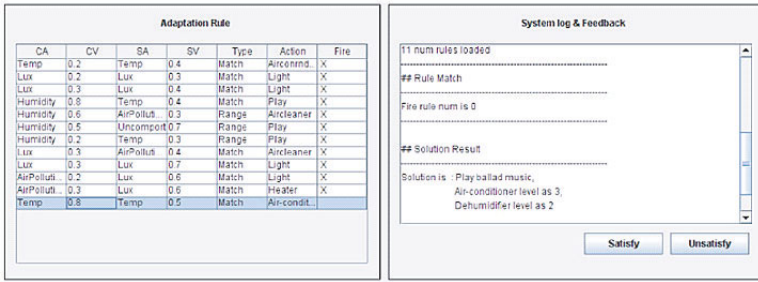 Adaptation Rule
CA CV SA SV Type Action Fire
Temp 0.2 Temp 0.4 Match Airconrnd.. X
Lux 0.2 Lux 0.3 Match Light X
Lux 0.3 Lux 0.4 Match Light X
Humidity 0.8 Temp 0.4 Match Play X
Humidity 0.6 AirPolluti... 0.3 Range Aircleaner X
Humidity 0.5 Uncomport 0.7 Range Play X
Humidity 0.2 Temp 0.3 Range Play X
Lux 0.3 AirPolluti 0.4 Match Aircleaner X
Lux 0.3 Lux 0.7 Match Light X
AirPolluti... 0.2 Lux 0.6 Match Light X
AirPolluti... 0.3 Lux 0.6 Match Heater X
Temp 0.8 Temp 0.5 Match Air-condit...
System log & Feedback
11 num rules loaded
## Rule Match
Fire rule num is 0
## Solution Result
Solution is : Play ballad music,
Air-conditioner level as 3,
Dehumidifier level as 2
Satisfy Unsatisfy